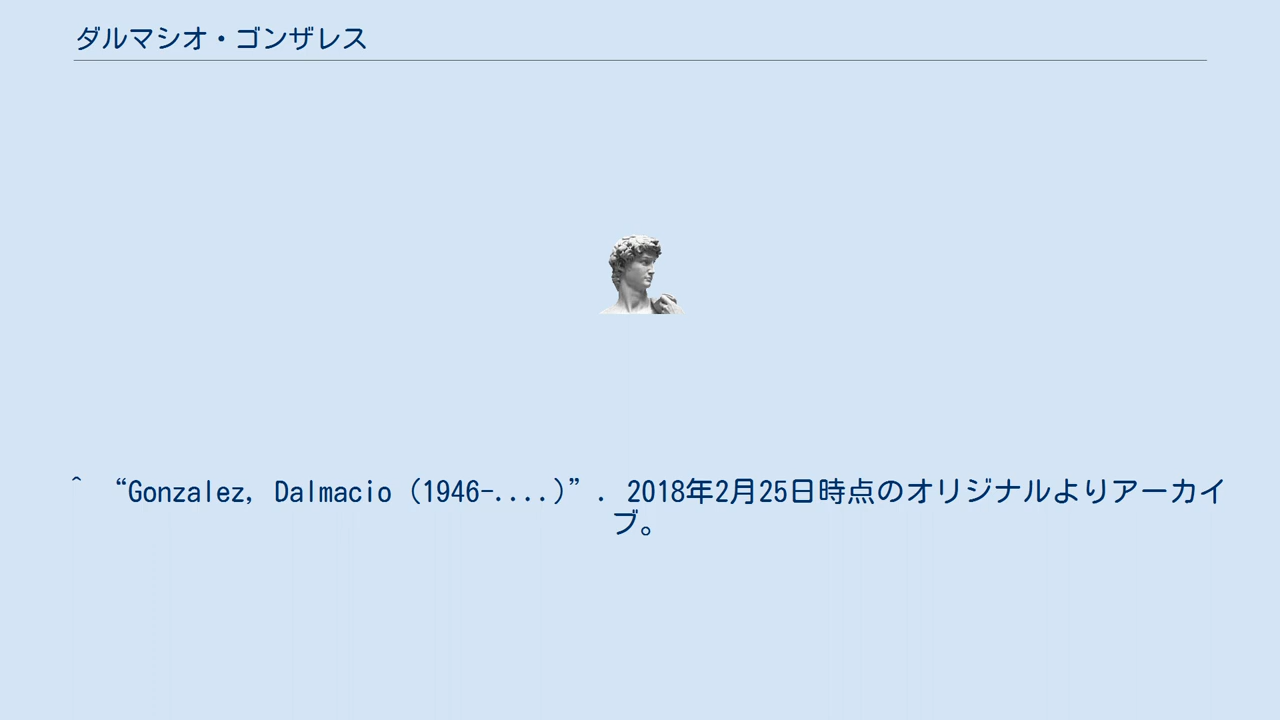 ダルマシオ・ゴンザレス
^ “Gonzalez, Dalmacio (1946-....)”. 2018年2月25日時点のオリジナルよりアーカイ
ブ。